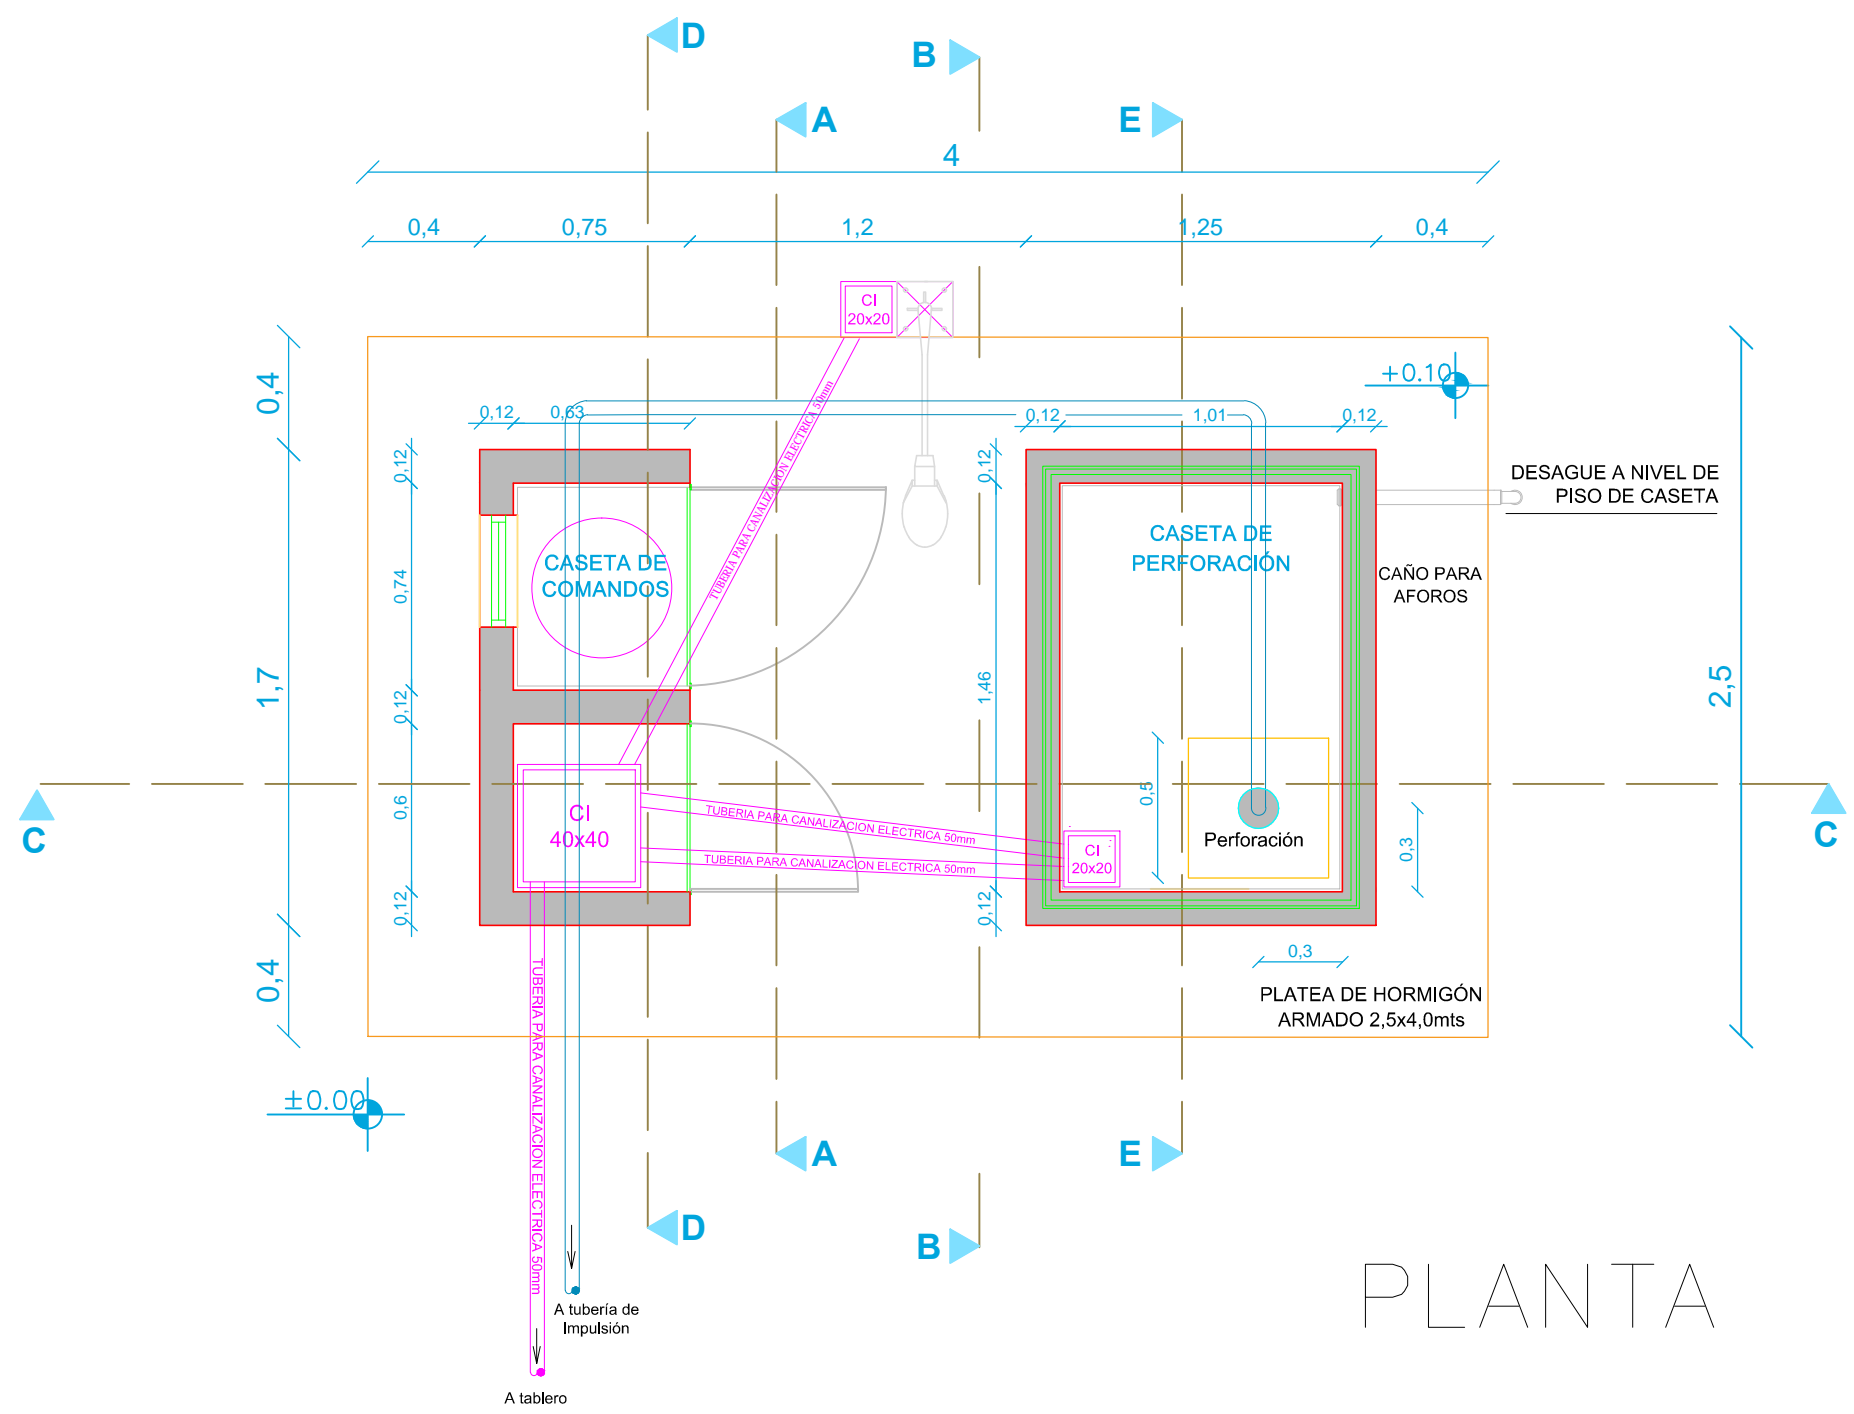 D
B
A
E
4
0,4
0,75
1,2
1,25
0,4
CI
20x20
+0.10
0,4
1,7
0,4
2,5
0,12
0,63
0,12
1,01
0,12
0,12
0,74
0,12
0,6
0,12
0,12
1,46
0,12
TUBERIA PARA CANALIZACION ELECTRICA 50mm
DESAGUE A NIVEL DE
PISO DE CASETA
CASETA DE
COMANDOS
CASETA DE
PERFORACIÓN
CAÑO PARA
AFOROS
C
C
CI
40x40
TUBERIA PARA CANALIZACION ELECTRICA 50mm
TUBERIA PARA CANALIZACION ELECTRICA 50mm
CI
20x20
0,5
Perforación
0,3
0,3
PLATEA DE HORMIGÓN
ARMADO 2,5x4,0mts
±0.00
TUBERIA PARA CANALIZACION ELECTRICA 50mm
A
E
D
B
A tubería de
Impulsión
A tablero
PLANTA